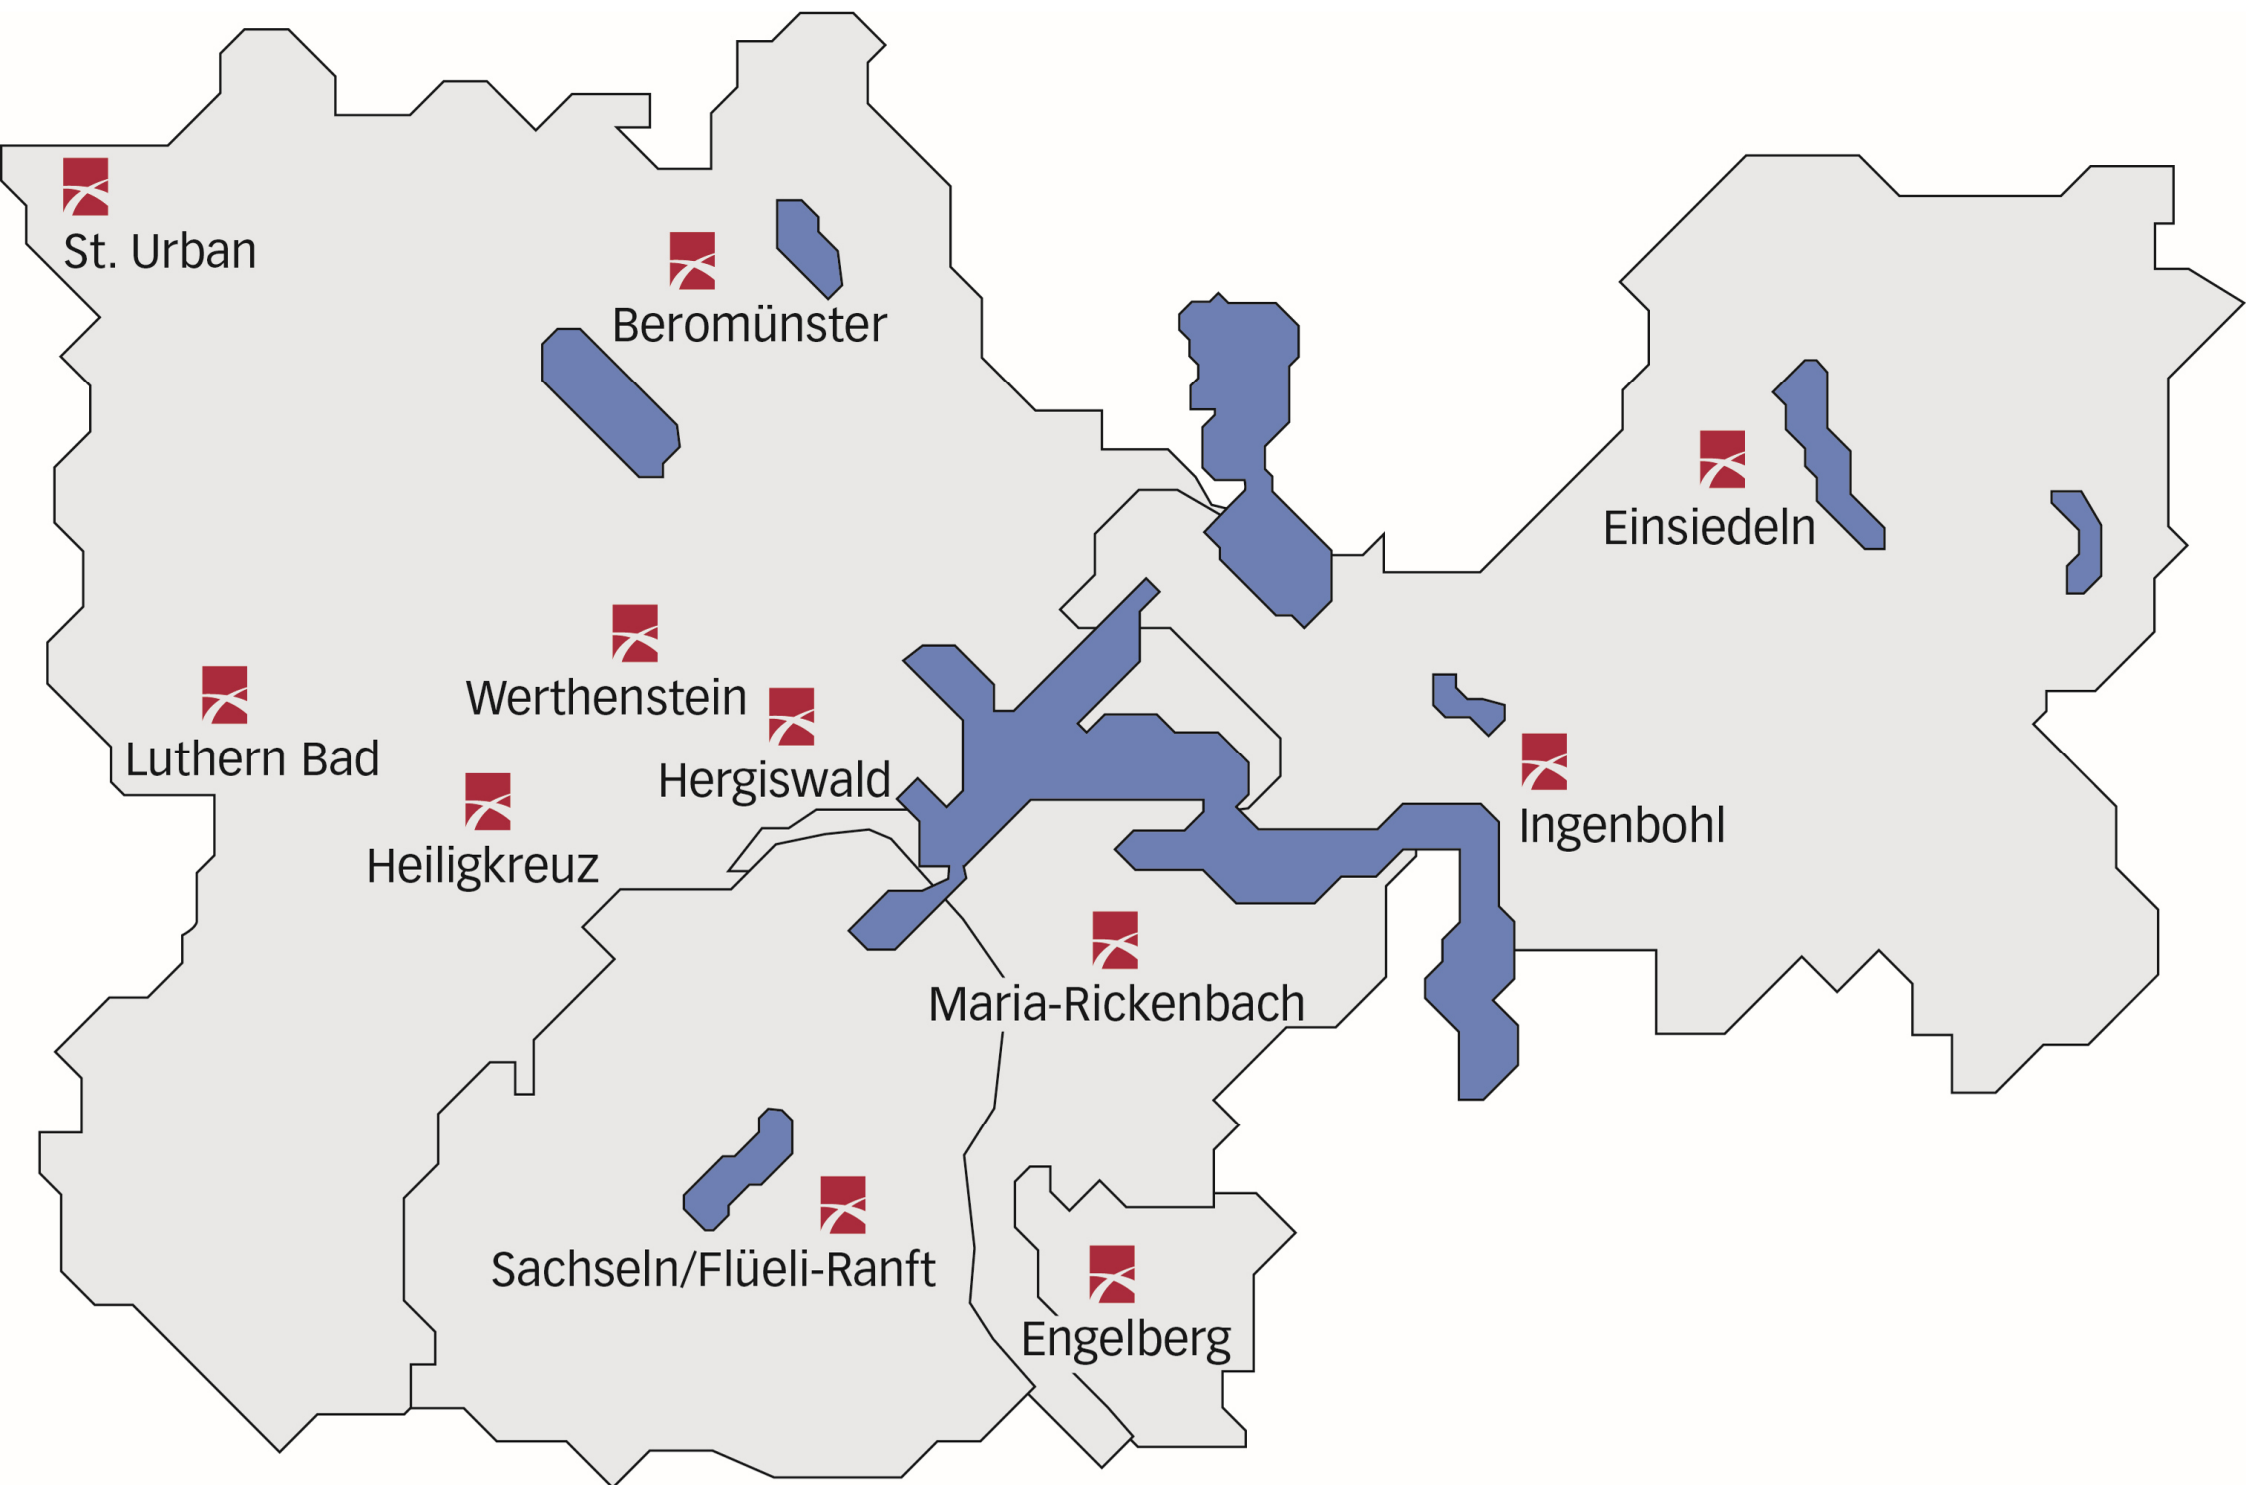 St. Urban
Beromünster
Einsiedeln
Werthenstein
Luthern Bad
Hergiswald
Ingenbohl
Heiligkreuz
Maria-Rickenbach
Sachseln/Flüeli-Ranft
Engelberg